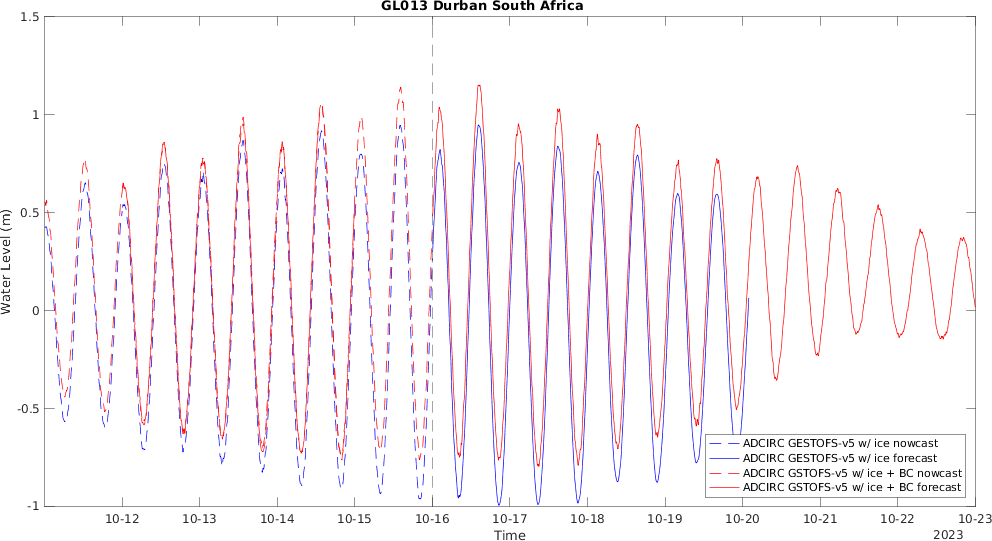 GL013 Durban South Africa
1.5
1
0.5
0
-0.5
-1
Water Level (m)
ADCIRC GESTOFS-v5 w/ ice nowcast
ADCIRC GESTOFS-v5 w/ ice forecast
ADCIRC GSTOFS-v5 w/ ice + BC nowcast
ADCIRC GSTOFS-v5 w/ ice + BC forecast
10-12 10-13 10-14 10-15 10-16 10-17 10-18 10-19 10-20 10-21 10-22 10-23
Time
2023